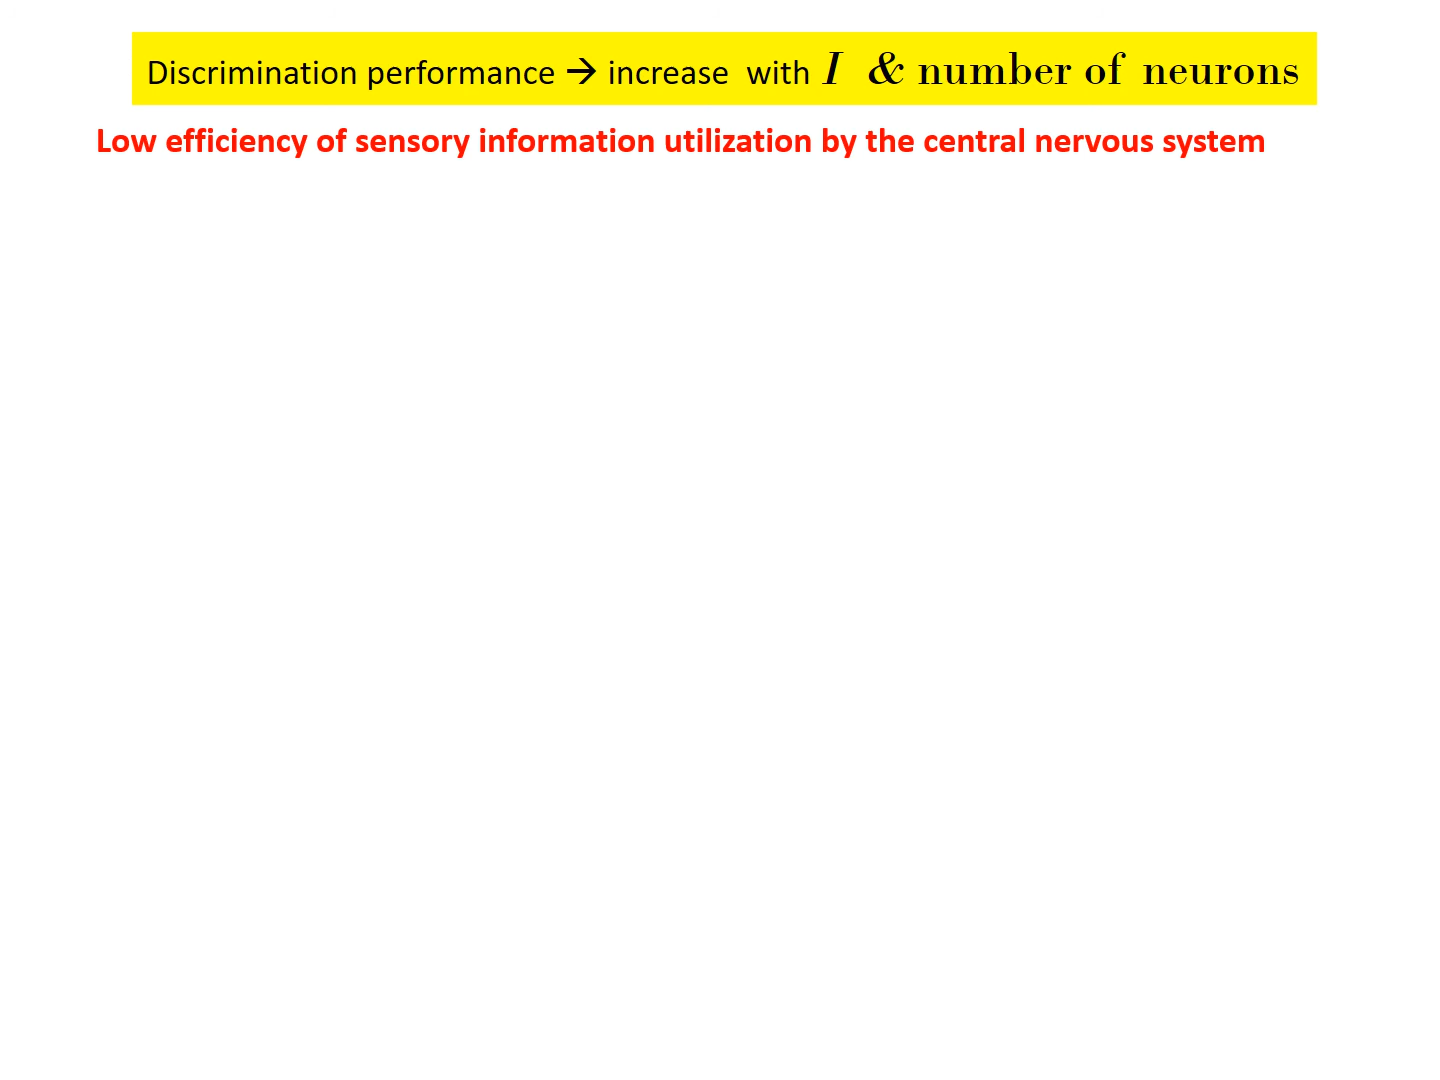 Discrimination performance → increase with I & number of neurons
Low efficiency of sensory information utilization by the central nervous system